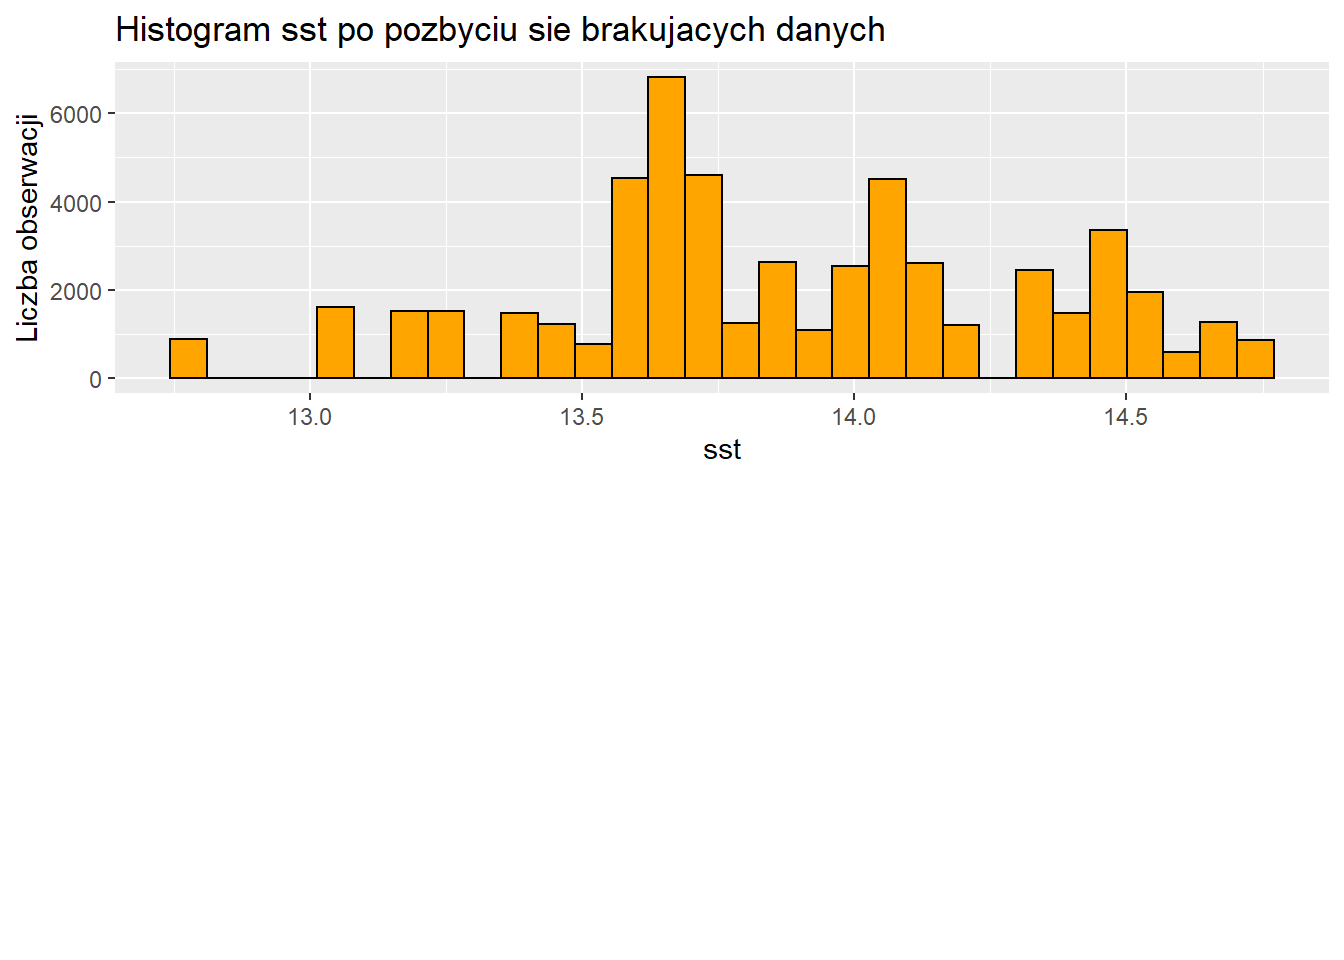 Histogram sst po pozbyciu sie brakujacych danych
Liczba obserwacji
6000
4000
2000
0
13.0 13.5 14.0 14.5
sst